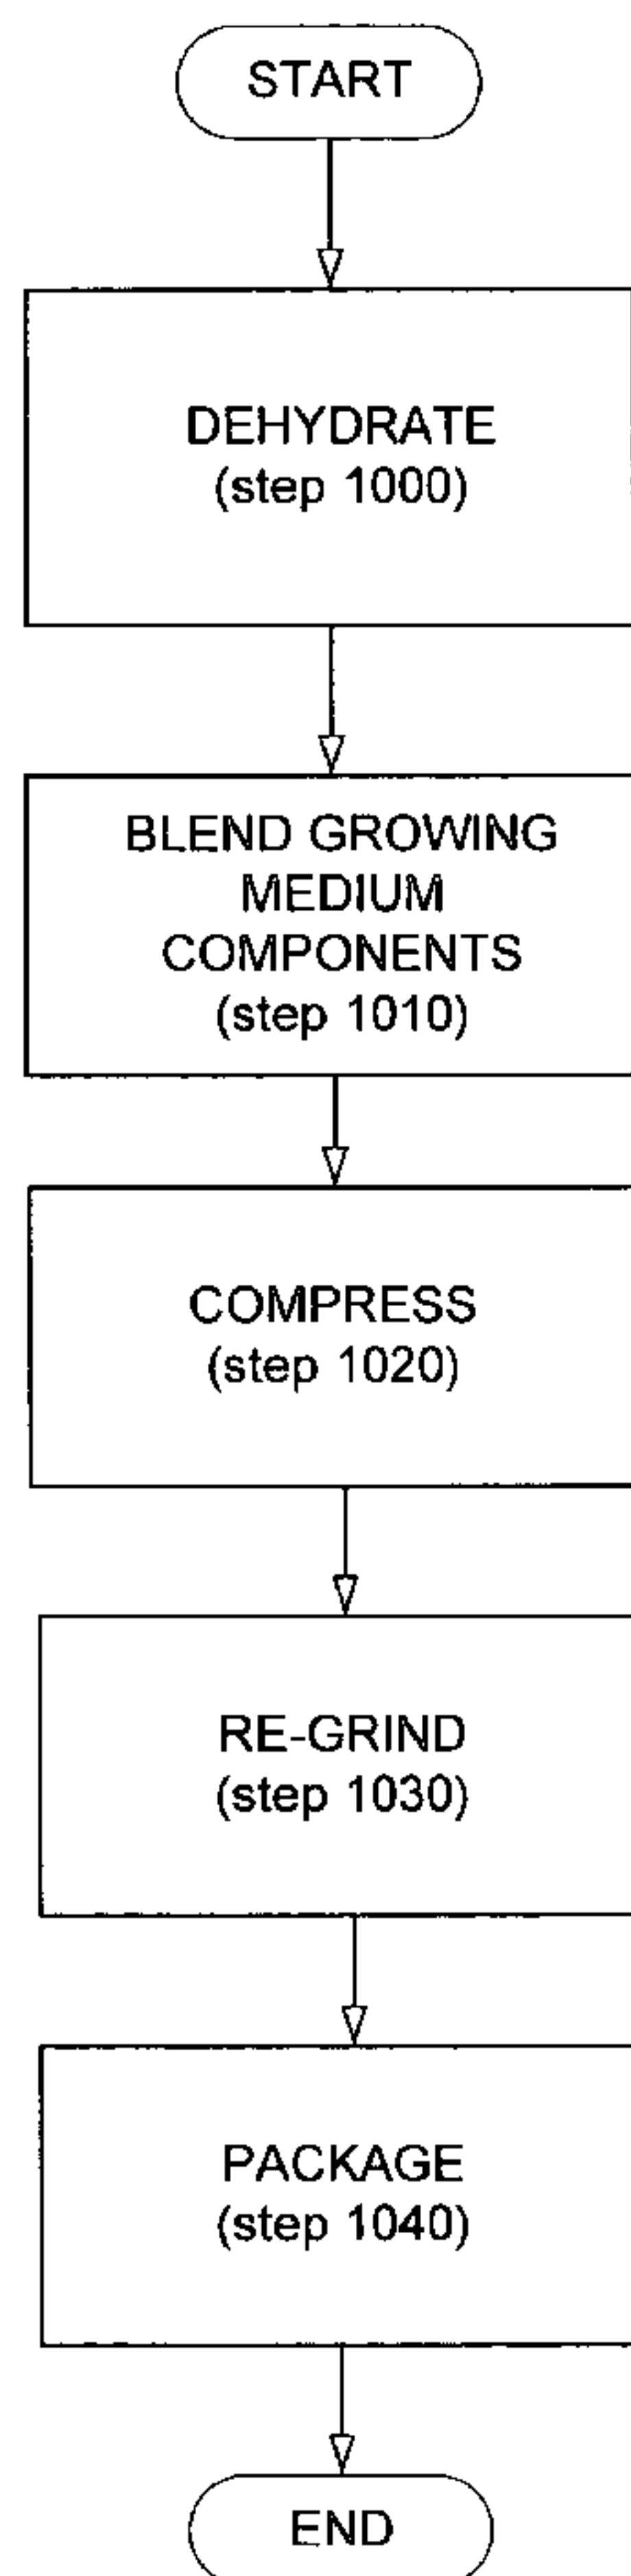 START
DEHYDRATE
(step 1000)
BLEND GROWING
MEDIUM
COMPONENTS
(step 1010)
COMPRESS
(step 1020)
RE-GRIND
(step 1030)
PACKAGE
(step 1040)
END